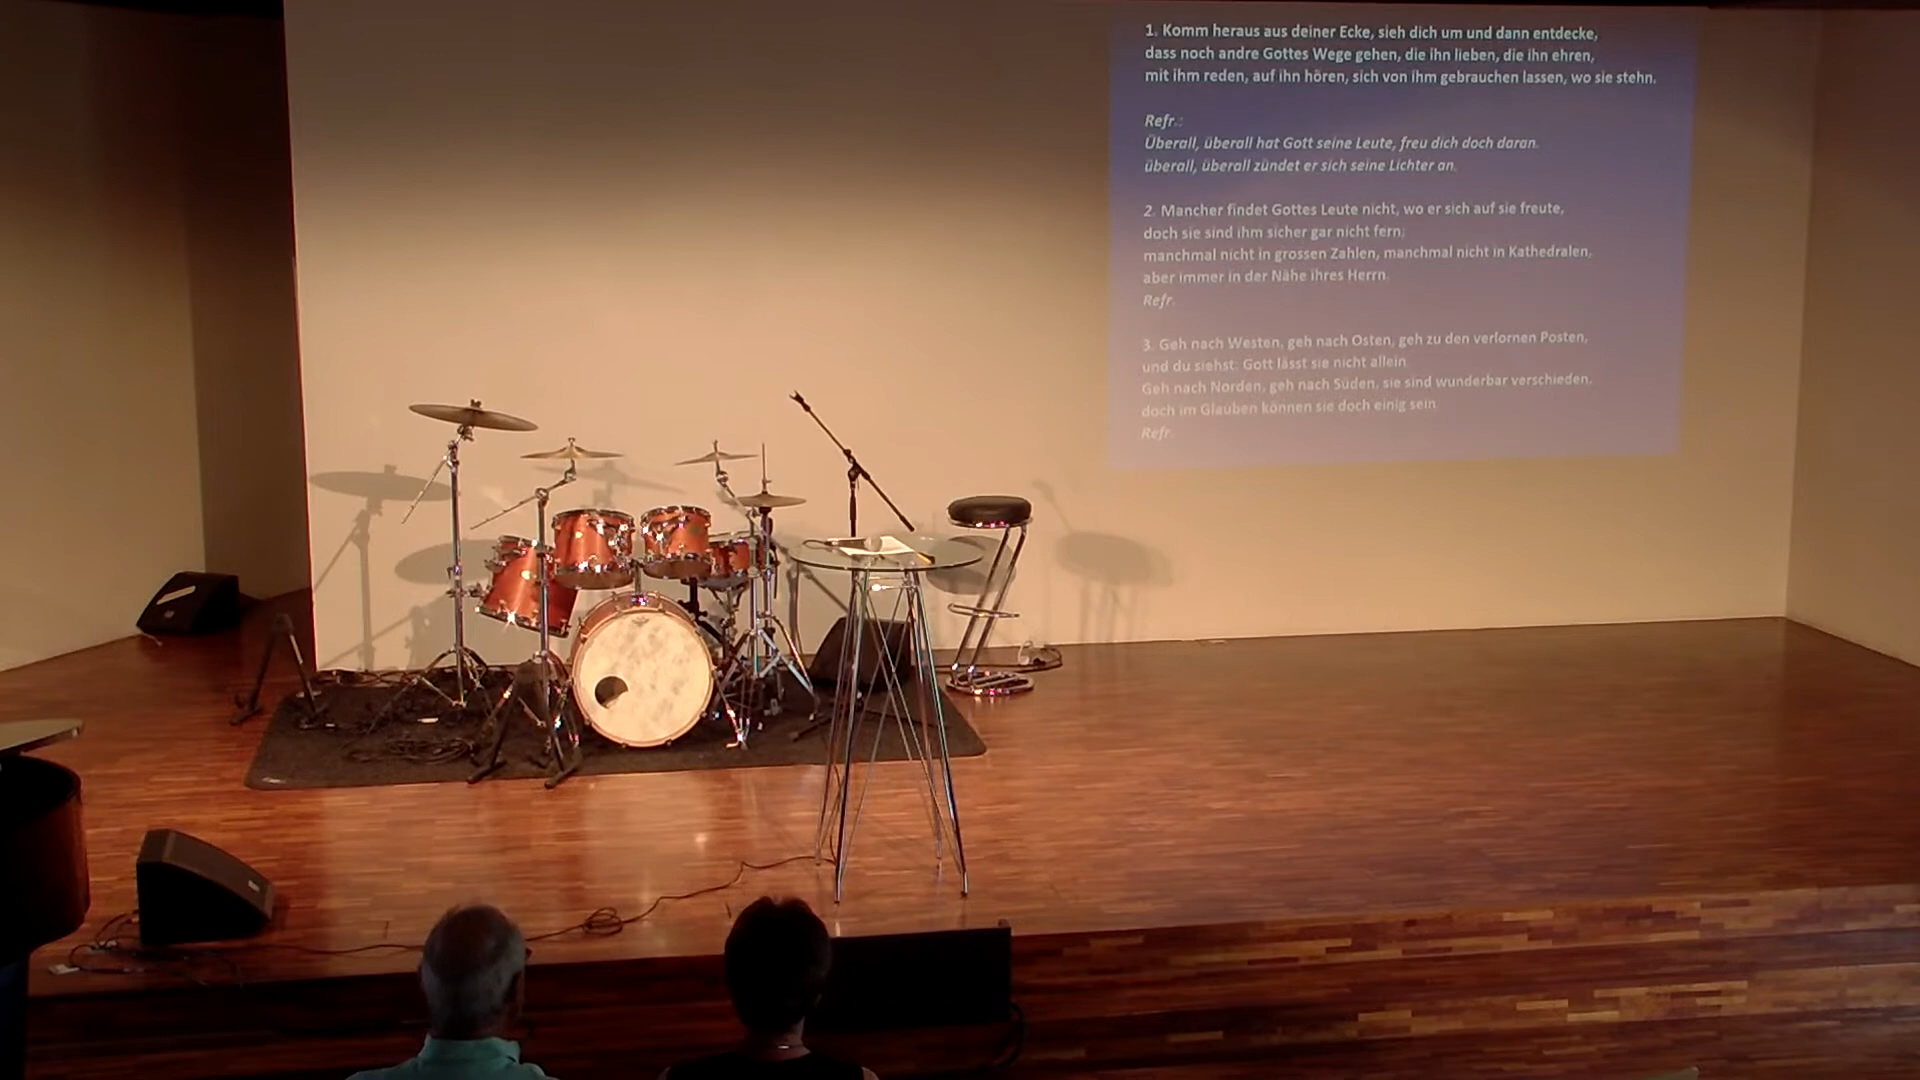 1. Komm heraus aus deiner Ecke, sieh dich um und dann entdecke,
dass noch andre Gottes Wege gehen, die ihn lieben, die ihn ehren,
mit ihm reden, auf ihn hören, sich von ihm gebrauchen lassen, wo sie stehn.
Refr.:
Überall, überall hat Gott seine Leute, freu dich doch daran.
überall, überall zündet er sich seine Lichter an.
2. Mancher findet Gottes Leute nicht, wo er sich auf sie freute,
doch sie sind ihm sicher gar nicht fern;
manchmal nicht in grossen Zahlen, manchmal nicht in Kathedralen,
aber immer in der Nähe ihres Herrn.
Refr.
3. Geh nach Westen, geh nach Osten, geh zu den verlornen Posten,
und du siehst: Gott lässt sie nicht allein.
Geh nach Norden, geh nach Süden, sie sind wunderbar verschieden,
doch im Glauben können sie doch einig sein.
Refr.